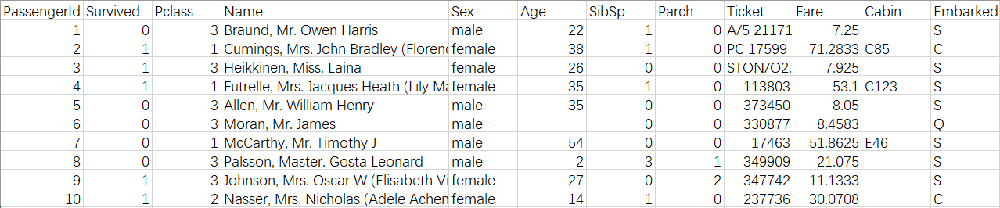 PassengerId Survived Pclass Name Sex Age SibSp Parch Ticket Fare Cabin Embarked
1 0 3 Braund, Mr. Owen Harris male 22 1 0 A/5 21171 7.25 S
2 1 1 Cumings, Mrs. John Bradley (Floren female 38 1 0 PC 17599 71.2833 C85 C
3 1 3 Heikkinen, Miss. Laina female 26 0 0 STON/O2. 7.925 S
4 1 1 Futrelle, Mrs. Jacques Heath (Lily Ma female 35 1 0 113803 53.1 C123 S
5 0 3 Allen, Mr. William Henry male 35 0 0 373450 8.05 S
6 0 3 Moran, Mr. James male 0 0 330877 8.4583 Q
7 0 1 McCarthy, Mr. Timothy J male 54 0 0 17463 51.8625 E46 S
8 0 3 Palsson, Master. Gosta Leonard male 2 3 1 349909 21.075 S
9 1 3 Johnson, Mrs. Oscar W (Elisabeth Vi female 27 0 2 347742 11.1333 S
10 1 2 Nasser, Mrs. Nicholas (Adele Achem female 14 1 0 237736 30.0708 C